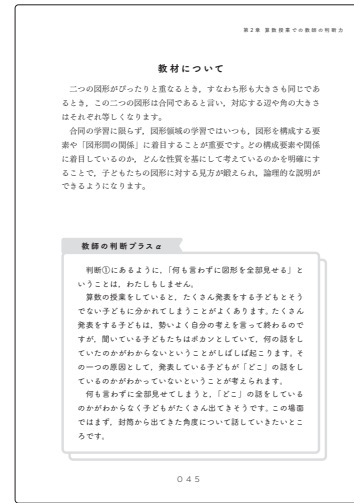 第2章 算数授業での教師の判断力
教材について
二つの図形がぴったりと重なるとき，すなわち形も大きさも同じであ
るとき，この二つの図形は合同であると言い，対応する辺や角の大きさ
はそれぞれ等しくなります。
合同の学習に限らず，図形領域の学習ではいつも，図形を構成する要
素や「図形間の関係」に着目することが重要です。どの構成要素や関係
に着目しているのか，どんな性質を基にして考えているのかを明確にす
ることで，子どもたちの図形に対する見方が鍛えられ，論理的な説明が
できるようになります。
教師の判断プラスα
判断①にあるように，「何も言わずに図形を全部見せる」と
いうことは，わたしもしません。
算数の授業をしていると，たくさん発表をする子どもとそう
でない子どもに分かれてしまうことがよくあります。たくさん
発表をする子どもは，勢いよく自分の考えを言って終わるので
すが，聞いている子どもたちはポカンとしていて，何の話をし
ていたのかがわからないということがしばしば起こります。そ
の一つの原因として，発表している子どもが「どこ」の話をし
ているのかがわかっていないということが考えられます。
何も言わずに全部見せてしまうと，「どこ」の話をしている
のかがわからなく子どもがたくさん出てきそうです。この場面
ではまず，封筒から出てきた角度について話していきたいとこ
ろです。
045